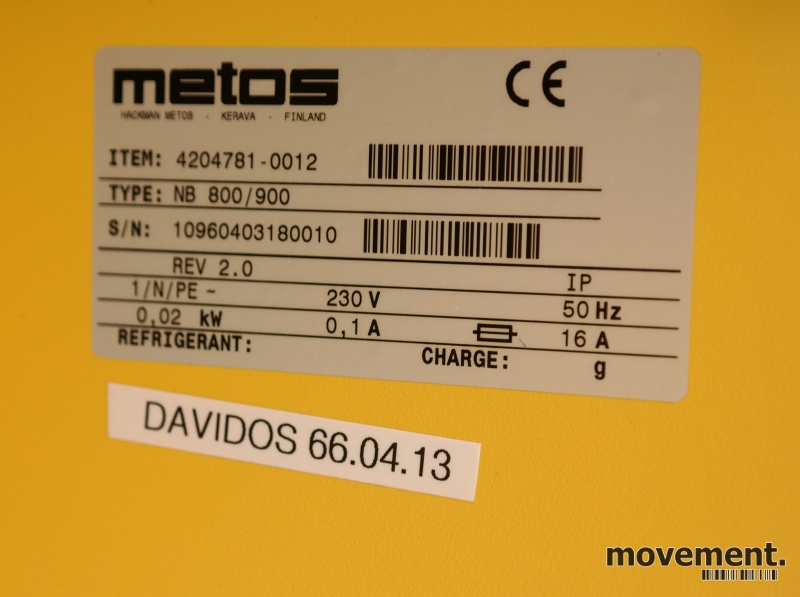 metos
CE
HACKMAN METOS - KERAVA - FINLAND
ITEM: 4204781-0012
TYPE: NB 800/900
S/N: 10960403180010
REV 2.0 IP
1/N/PE ~ 230 V 50 Hz
0,02 kW 0,1 A 16 A
REFRIGERANT: CHARGE: g
DAVIDOS 66.04.13
movement.